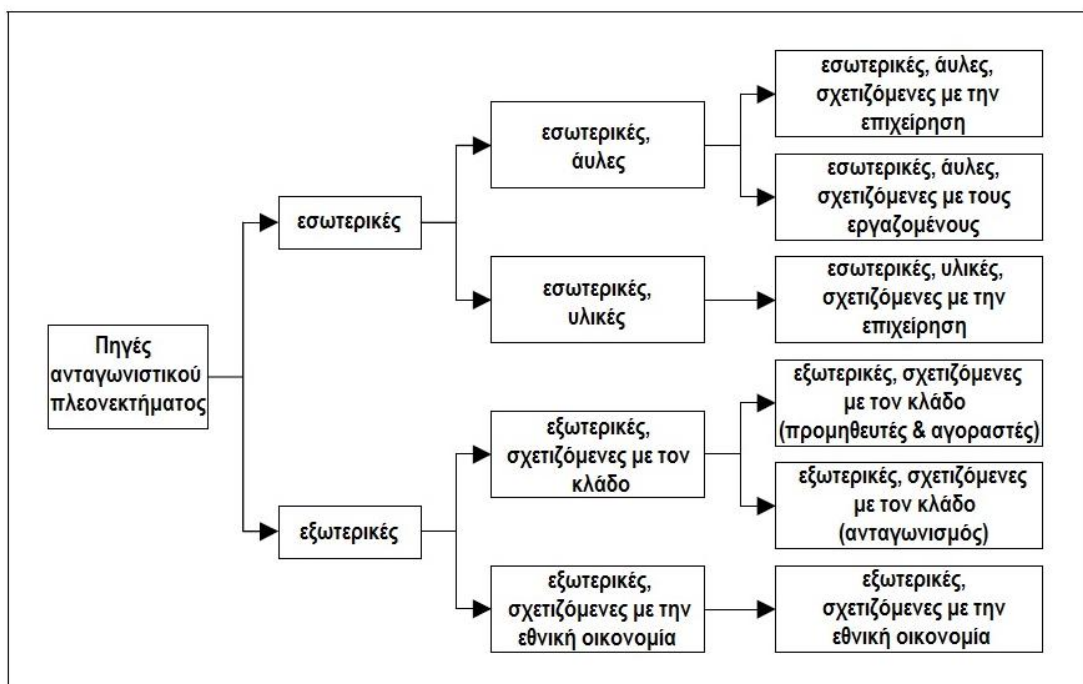 Πηγές
ανταγωνιστικού
πλεονεκτήματος
εσωτερικές
εξωτερικές
εσωτερικές,
άυλες
εσωτερικές,
υλικές
εξωτερικές,
σχετιζόμενες με τον
κλάδο
εξωτερικές,
σχετιζόμενες με την
εθνική οικονομία
εσωτερικές, άυλες,
σχετιζόμενες με την
επιχείρηση
εσωτερικές, άυλες,
σχετιζόμενες με τους
εργαζομένους
εσωτερικές, υλικές,
σχετιζόμενες με την
επιχείρηση
εξωτερικές, σχετιζόμενες
με τον κλάδο
(προμηθευτές & αγοραστές)
εξωτερικές, σχετιζόμενες
με τον κλάδο
(ανταγωνισμός)
εξωτερικές,
σχετιζόμενες με την
εθνική οικονομία